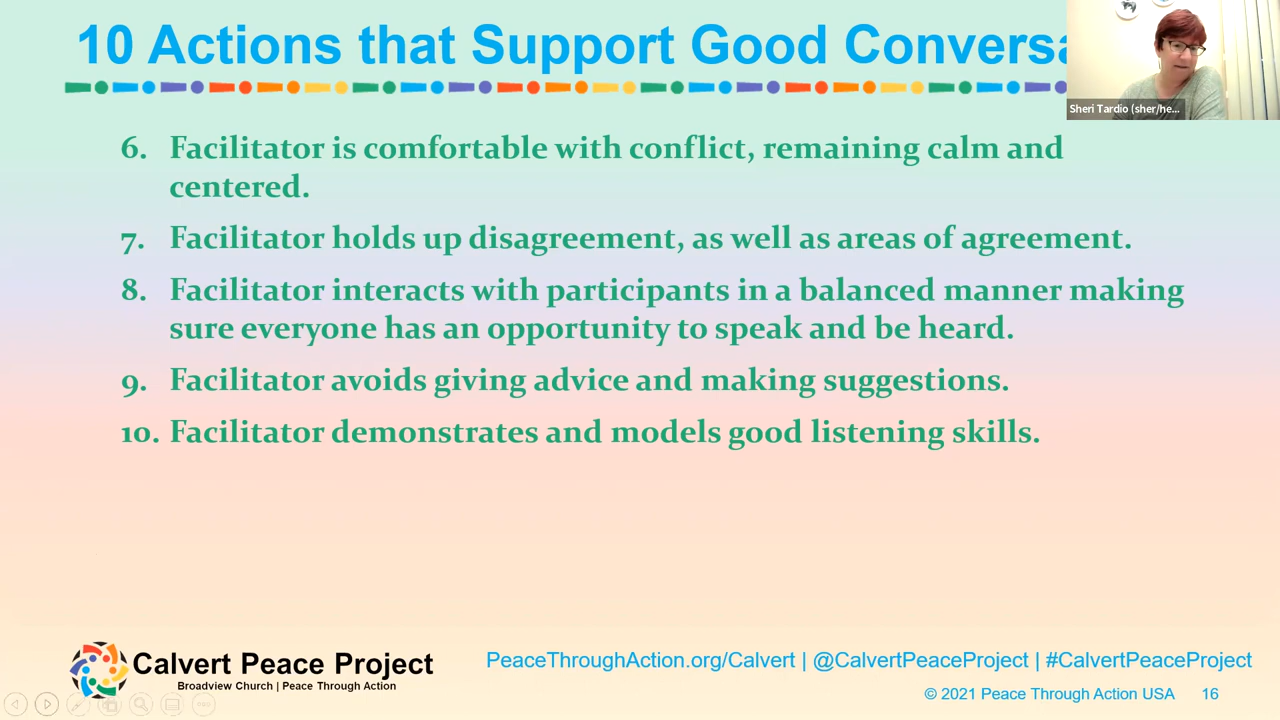 10 Actions that Support Good Conversa
Sheri Tardio (sher/he...
6. Facilitator is comfortable with conflict, remaining calm and
centered.
7. Facilitator holds up disagreement, as well as areas of agreement.
8. Facilitator interacts with participants in a balanced manner making
sure everyone has an opportunity to speak and be heard.
9. Facilitator avoids giving advice and making suggestions.
10. Facilitator demonstrates and models good listening skills.
Calvert Peace Project
Broadview Church | Peace Through Action
PeaceThroughAction.org/Calvert | @CalvertPeaceProject | #CalvertPeaceProject
© 2021 Peace Through Action USA 16